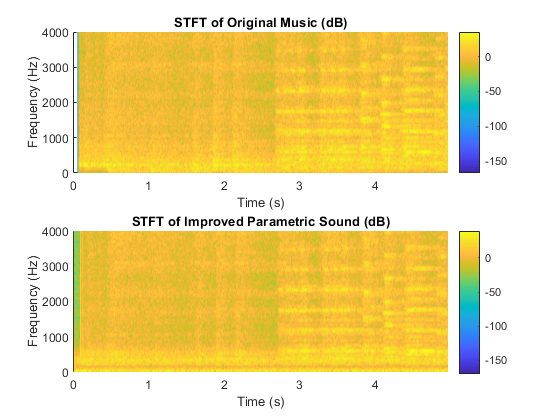 STFT of Original Music (dB)
4000
3000
2000
1000
0
Frequency (Hz)
0 1 2 3 4
Time (s)
0
-50
-100
-150
STFT of Improved Parametric Sound (dB)
4000
3000
2000
1000
0
Frequency (Hz)
0 1 2 3 4
Time (s)
0
-50
-100
-150